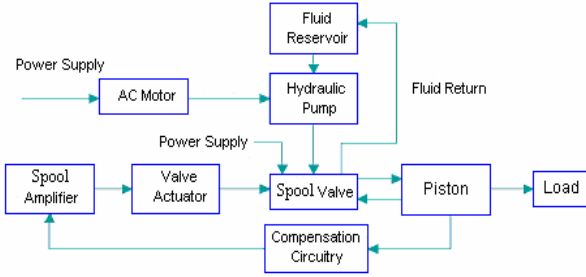 Fluid
Reservoir
Power Supply
AC Motor
Hydraulic
Pump
Fluid Return
Power Supply
Spool
Amplifier
Valve
Actuator
Spool Valve
Piston
Load
Compensation
Circuitry